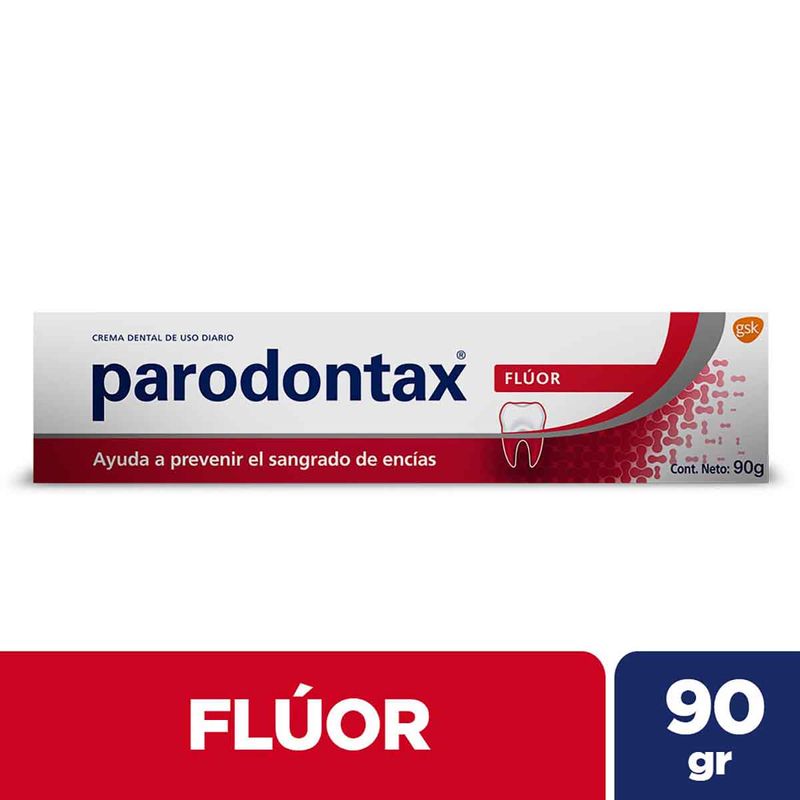 CREMA DENTAL DE USO DIARIO
parodontax®
FLÚOR
gsk
Ayuda a prevenir el sangrado de encías
Cont. Neto: 90g
FLÚOR
90
gr